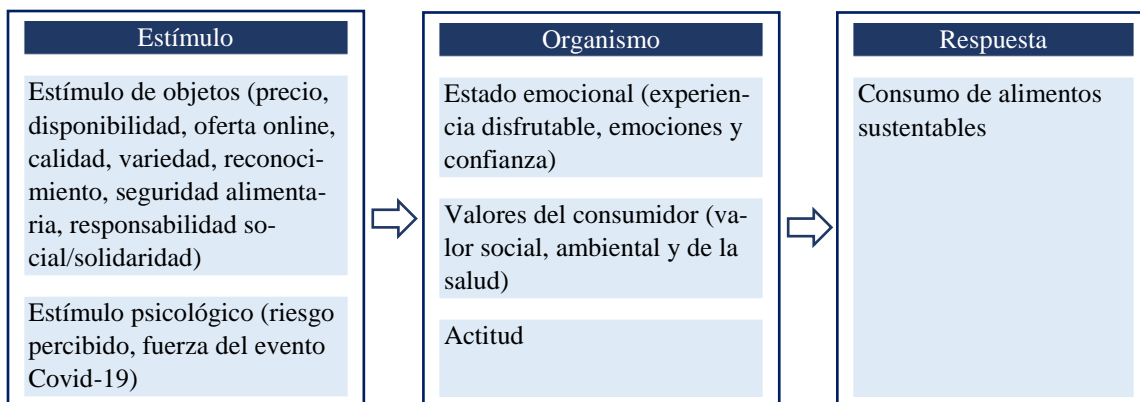 Estímulo
Estímulo de objetos (precio,
disponibilidad, oferta online,
calidad, variedad, reconoci-
miento, seguridad alimenta-
ria, responsabilidad so-
cial/solidaridad)
Estímulo psicológico (riesgo
percibido, fuerza del evento
Covid-19)
Organismo
Estado emocional (experien-
cia disfrutable, emociones y
confianza)
Valores del consumidor (va-
lor social, ambiental y de la
salud)
Actitud
Respuesta
Consumo de alimentos
sustentables